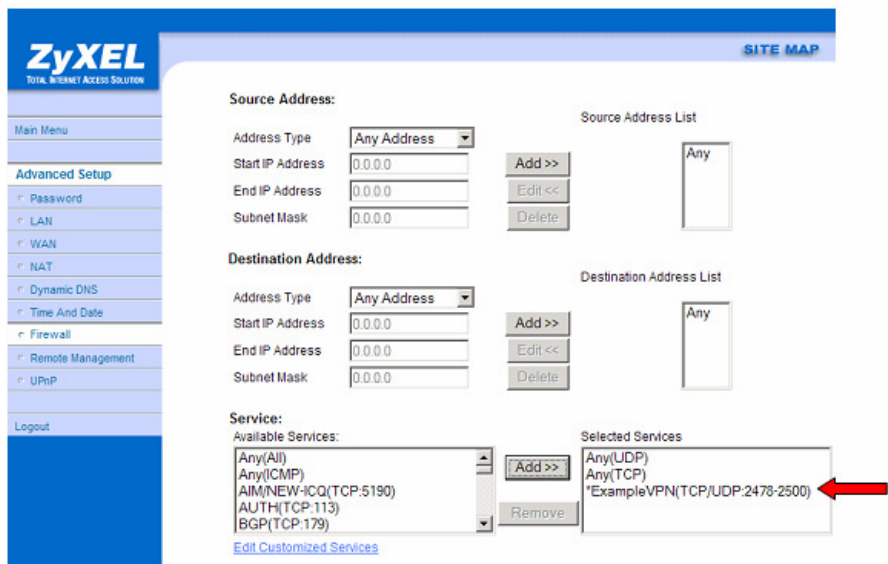 ZyXEL
TOTAL INTERNET ACCESS SOLUTION
SITE MAP
Main Menu
Advanced Setup
Password
LAN
WAN
NAT
Dynamic DNS
Time And Date
Firewall
Remote Management
UPnP
Logout
Source Address:
Source Address List
Address Type Any Address
Any
Start IP Address 0.0.0.0 Add >>
End IP Address 0.0.0.0 Edit <<
Subnet Mask 0.0.0.0 Delete
Destination Address:
Destination Address List
Address Type Any Address
Any
Start IP Address 0.0.0.0 Add >>
End IP Address 0.0.0.0 Edit <<
Subnet Mask 0.0.0.0 Delete
Service:
Available Services:
Any(All)
Any(ICMP)
AIM/NEW-ICQ(TCP:5190)
AUTH(TCP:113)
BGP(TCP:179)
Add >>
Remove
Selected Services
Any(UDP)
Any(TCP)
*ExampleVPN(TCP/UDP:2478-2500)
Edit Customized Services